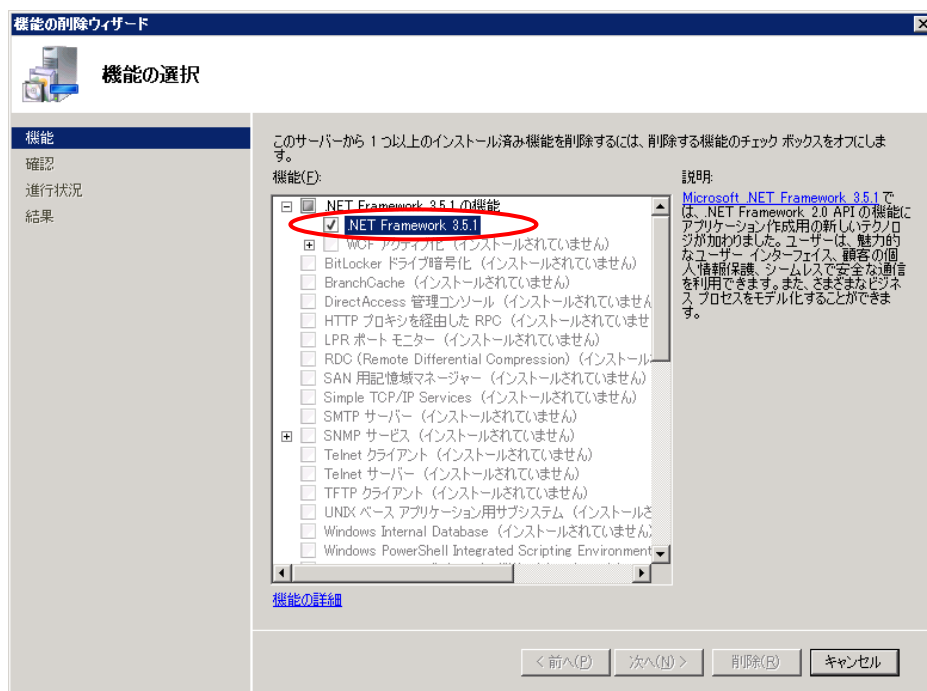 機能の削除ウィザード
機能の選択
機能
確認
進行状況
結果
このサーバーから 1 つ以上のインストール済み機能を削除するには、削除する機能のチェック ボックスをオフにしま
す。
機能(F):
.NET Framework 3.5.1 の機能
.NET Framework 3.5.1
WCF アクティブ化 (インストールされていません)
BitLocker ドライブ暗号化 (インストールされていません)
BranchCache (インストールされていません)
DirectAccess 管理コンソール (インストールされていません
HTTP プロキシを経由した RPC (インストールされていませ
LPR ポート モニター (インストールされていません)
RDC (Remote Differential Compression) (インストール
SAN 用記憶域マネージャー (インストールされていません)
Simple TCP/IP Services (インストールされていません)
SMTP サーバー (インストールされていません)
SNMP サービス (インストールされていません)
Telnet クライアント (インストールされていません)
Telnet サーバー (インストールされていません)
TFTP クライアント (インストールされていません)
UNIX ベース アプリケーション用サブシステム (インストールさ
Windows Internal Database (インストールされていません)
Windows PowerShell Integrated Scripting Environment
機能の詳細
説明:
Microsoft .NET Framework 3.5.1 で
は、.NET Framework 2.0 API の機能に
アプリケーション作成用の新しいテクノロ
ジが加わりました。ユーザーは、魅力的
なユーザー インターフェイス、顧客の個
人情報保護、シームレスで安全な通信
を利用できます。また、さまざまなビジネ
ス プロセスをモデル化することができま
す。
< 前へ(P)
次へ(N) >
削除(R)
キャンセル